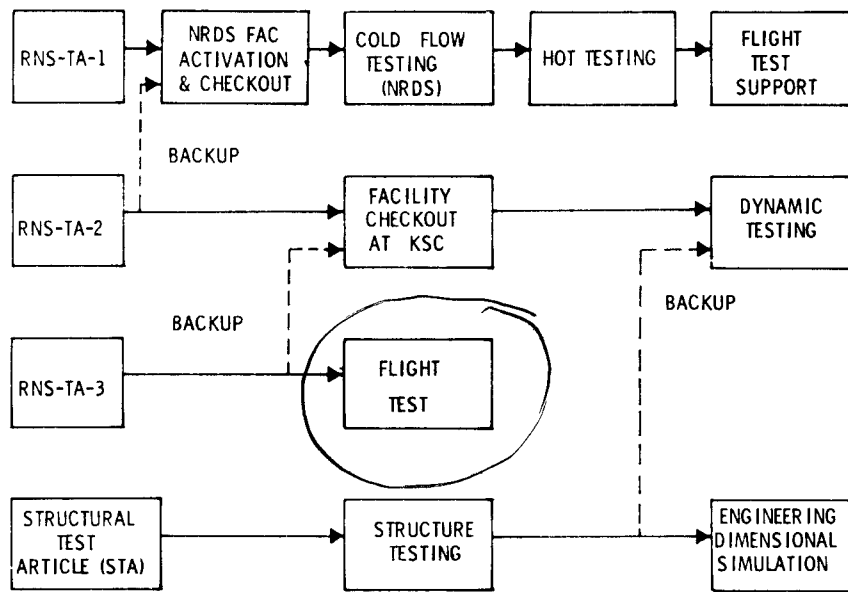 RNS-TA-1
NRDS FAC
ACTIVATION
& CHECKOUT
COLD FLOW
TESTING
(NRDS)
HOT TESTING
FLIGHT
TEST
SUPPORT
BACKUP
RNS-TA-2
FACILITY
CHECKOUT
AT KSC
DYNAMIC
TESTING
BACKUP
BACKUP
RNS-TA-3
FLIGHT
TEST
STRUCTURAL
TEST
ARTICLE (STA)
STRUCTURE
TESTING
ENGINEERING
DIMENSIONAL
SIMULATION